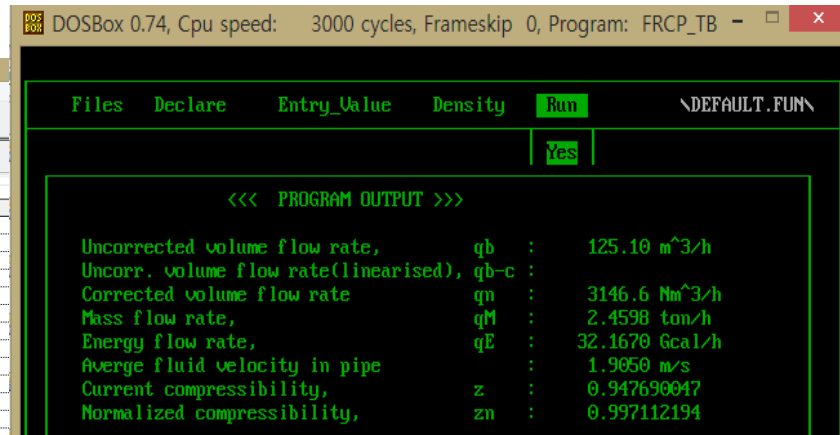 DOSBox 0.74, Cpu speed: 3000 cycles, Frameskip 0, Program: FRCP_TB
Files Declare Entry_Value Density Run \DEFAULT.FUN\
Yes
<<< PROGRAM OUTPUT >>>
Uncorrected volume flow rate, qb : 125.10 m^3/h
Uncorr. volume flow rate(linearised), qb-c :
Corrected volume flow rate qn : 3146.6 Nm^3/h
Mass flow rate, qM : 2.4598 ton/h
Energy flow rate, qE : 32.1670 Gcal/h
Averge fluid velocity in pipe : 1.9050 m/s
Current compressibility, z : 0.947690047
Normalized compressibility, zn : 0.997112194